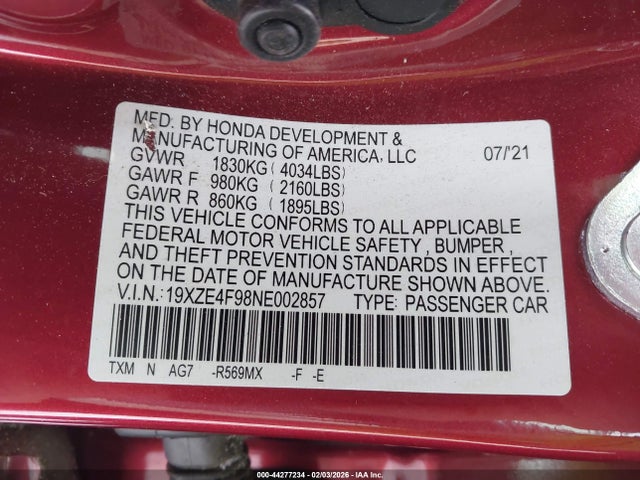 MFD. BY HONDA DEVELOPMENT &
MANUFACTURING OF AMERICA, LLC 07/'21
GVWR 1830KG ( 4034LBS)
GAWR F 980KG ( 2160LBS)
GAWR R 860KG ( 1895LBS)
THIS VEHICLE CONFORMS TO ALL APPLICABLE
FEDERAL MOTOR VEHICLE SAFETY , BUMPER ,
AND THEFT PREVENTION STANDARDS IN EFFECT
ON THE DATE OF MANUFACTURE SHOWN ABOVE.
V.I.N.: 19XZE4F98NE002857 TYPE: PASSENGER CAR
TXM N AG7 -R569MX -F -E
000-44277234 - 02/03/2026 - IAA Inc.